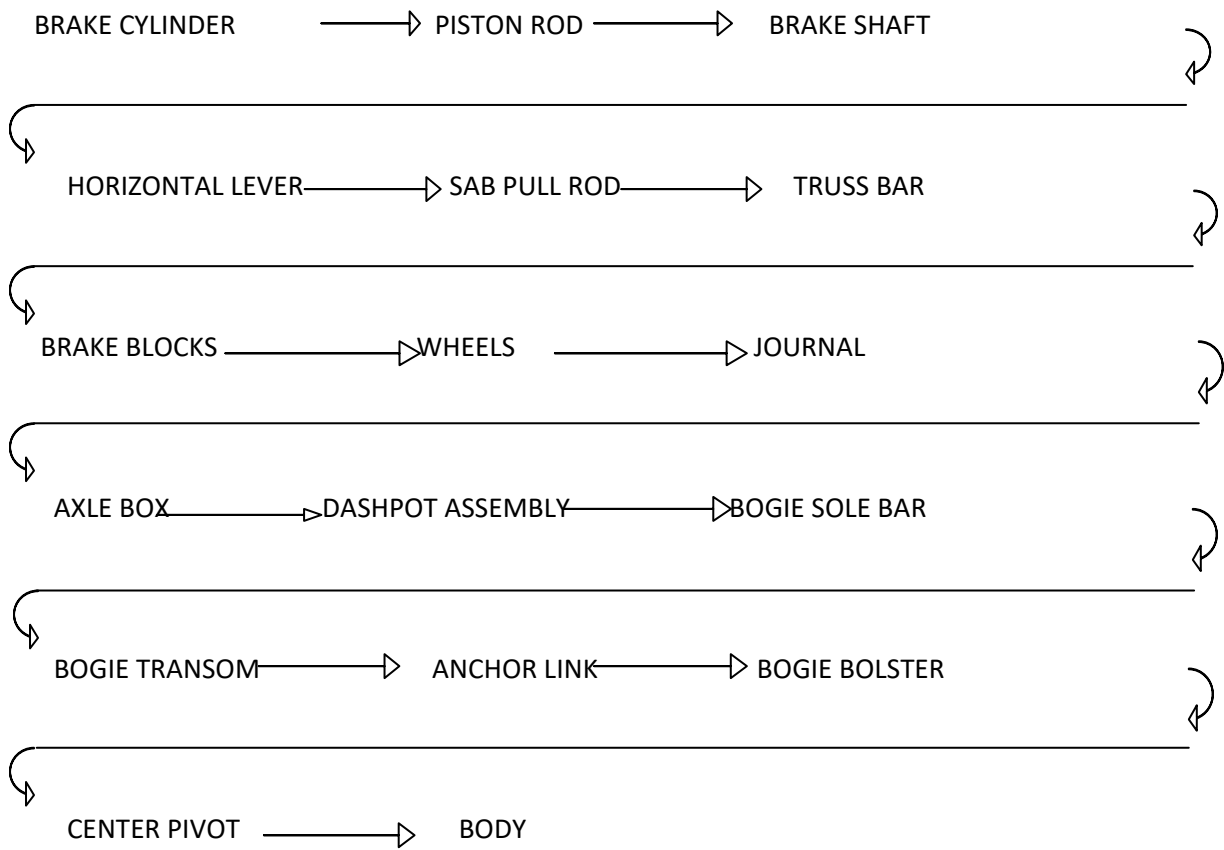 BRAKE CYLINDER PISTON ROD BRAKE SHAFT
HORIZONTAL LEVER SAB PULL ROD TRUSS BAR
BRAKE BLOCKS WHEELS JOURNAL
AXLE BOX DASHPOT ASSEMBLY BOGIE SOLE BAR
BOGIE TRANSOM ANCHOR LINK BOGIE BOLSTER
CENTER PIVOT BODY